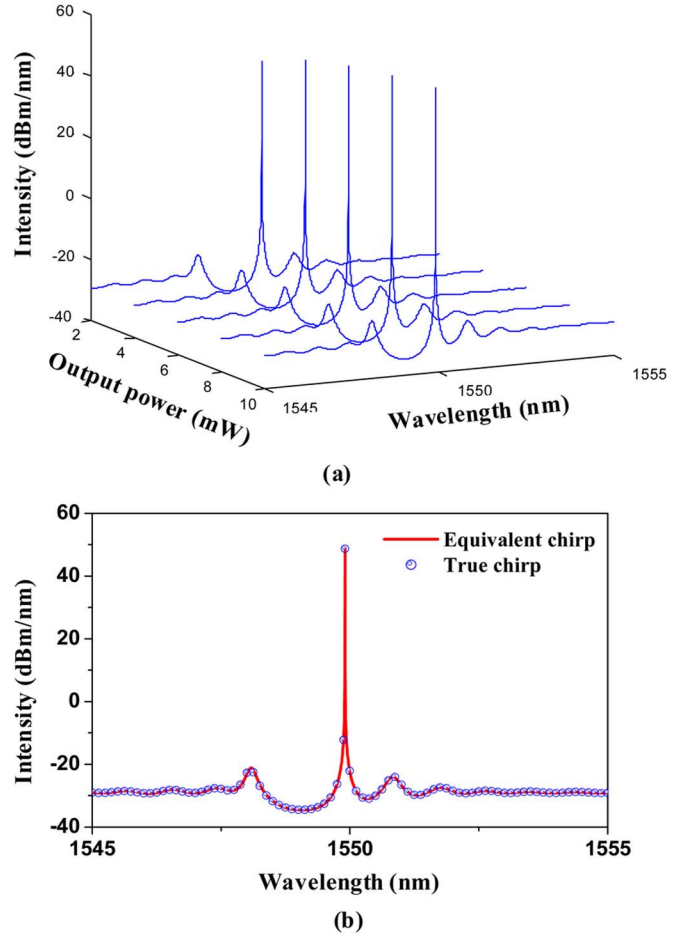 60
40
20
0
-20
-40
Intensity (dBm/nm)
2
4
6
8
10
Output power (mW)
1545
1550
1555
Wavelength (nm)
(a)
60
40
20
0
-20
-40
Intensity (dBm/nm)
Equivalent chirp
True chirp
1545
1550
1555
Wavelength (nm)
(b)